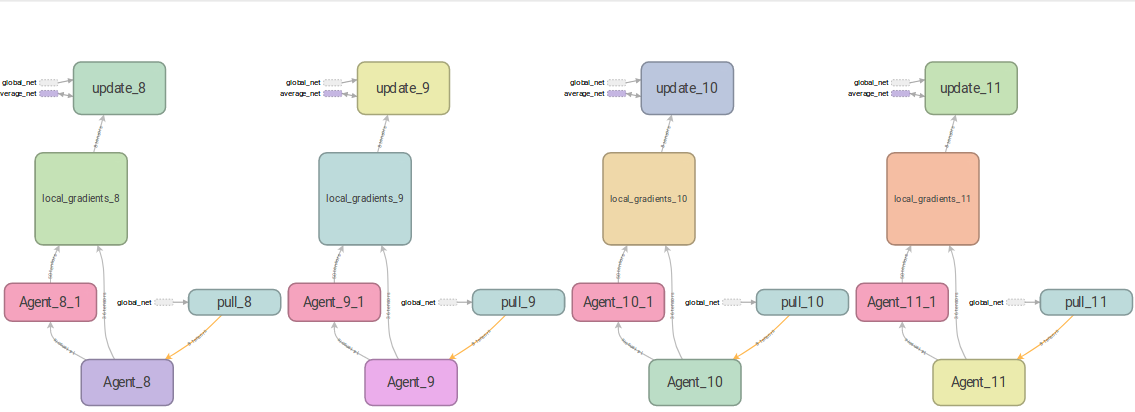 global_net
verage_net
update_8
global_net
average_net
update_9
global_net
average_net
update_10
global_net
average_net
update_11
local_gradients_8
local_gradients_9
local_gradients_10
local_gradients_11
Agent_8_1
global_net
pull_8
Agent_9_1
global_net
pull_9
Agent_10_1
global_net
pull_10
Agent_11_1
global_net
pull_11
Agent_8
Agent_9
Agent_10
Agent_11